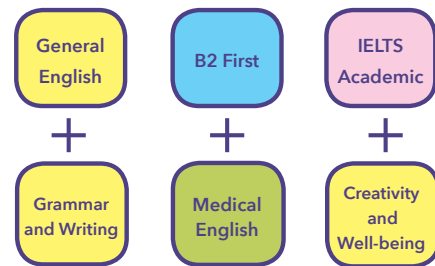 General
English
B2 First
IELTS
Academic
+
+
+
Grammar
and Writing
Medical
English
Creativity
and
Well-being